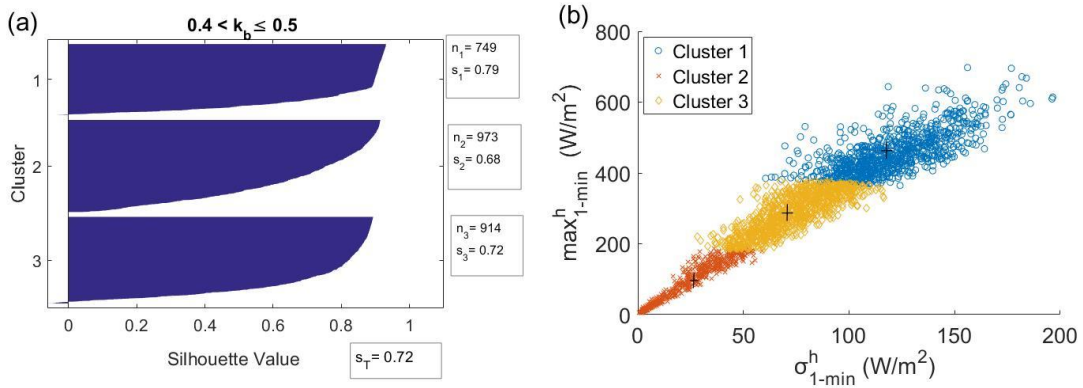 (a)
0.4 < k_b ≤ 0.5
Cluster
1
2
3
0 0.2 0.4 0.6 0.8 1
Silhouette Value
n_1= 749
s_1= 0.79
n_2= 973
s_2= 0.68
n_3= 914
s_3= 0.72
s_T= 0.72
(b)
max^h_1-min (W/m^2)
800
600
400
200
0
Cluster 1
Cluster 2
Cluster 3
0 50 100 150 200
σ^h_1-min (W/m^2)